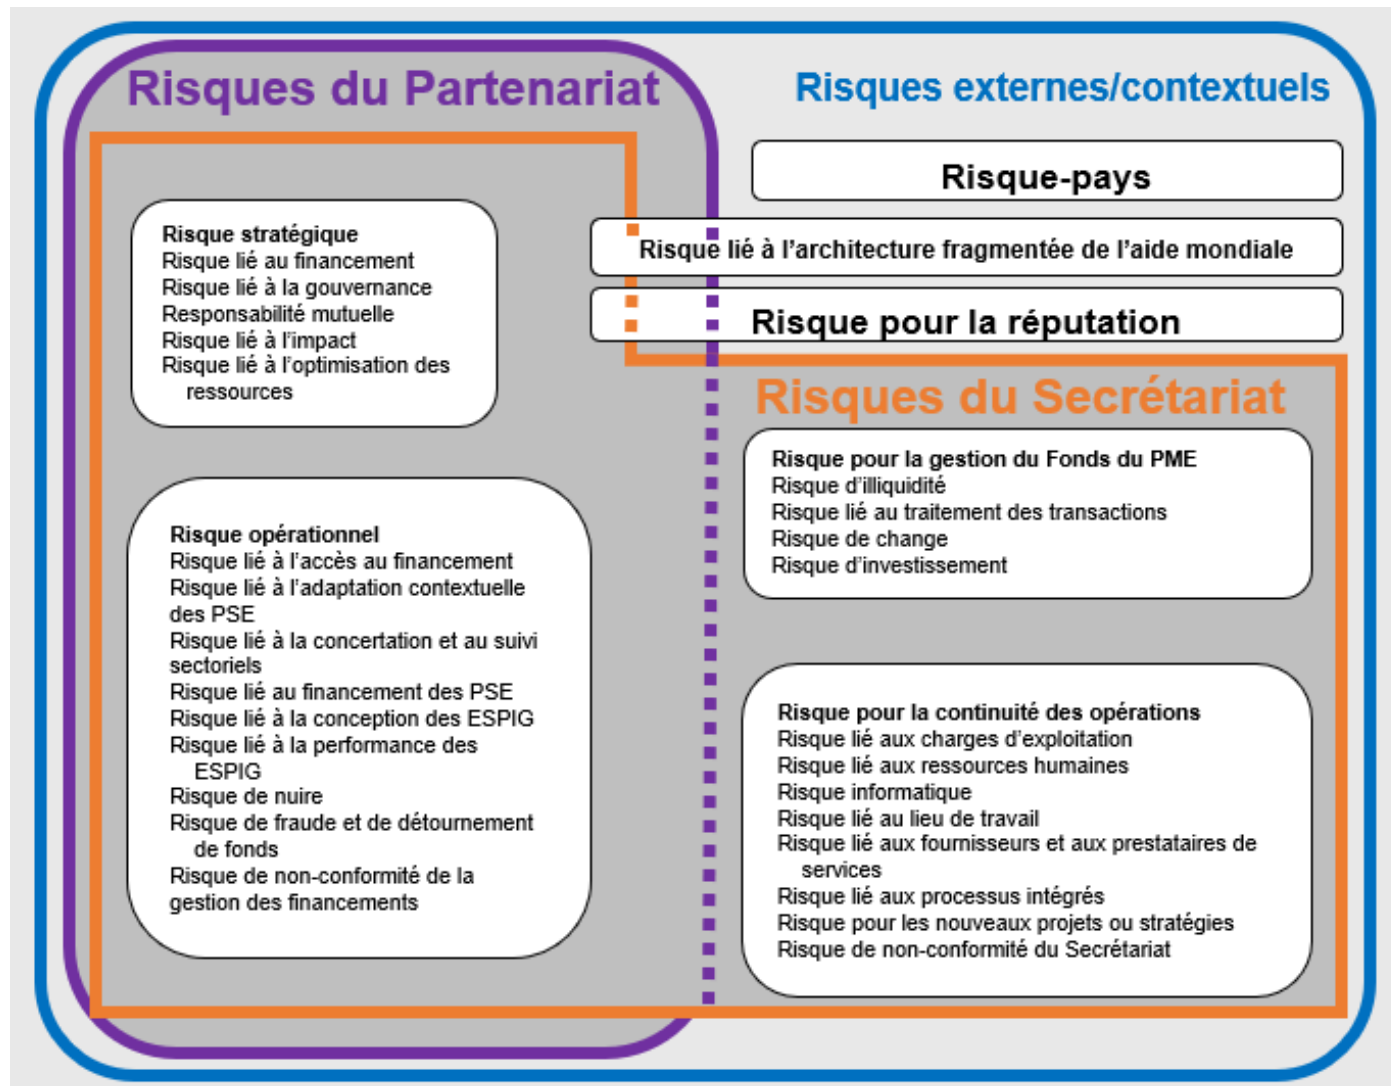 Risques du Partenariat
Risques externes/contextuels
Risque-pays
Risque lié à l’architecture fragmentée de l’aide mondiale
Risque pour la réputation
Risque stratégique
Risque lié au financement
Risque lié à la gouvernance
Responsabilité mutuelle
Risque lié à l’impact
Risque lié à l’optimisation des
ressources
Risque opérationnel
Risque lié à l’accès au financement
Risque lié à l’adaptation contextuelle
des PSE
Risque lié à la concertation et au suivi
sectoriels
Risque lié au financement des PSE
Risque lié à la conception des ESPIG
Risque lié à la performance des
ESPIG
Risque de nuire
Risque de fraude et de détournement
de fonds
Risque de non-conformité de la
gestion des financements
Risques du Secrétariat
Risque pour la gestion du Fonds du PME
Risque d’illiquidité
Risque lié au traitement des transactions
Risque de change
Risque d’investissement
Risque pour la continuité des opérations
Risque lié aux charges d’exploitation
Risque lié aux ressources humaines
Risque informatique
Risque lié au lieu de travail
Risque lié aux fournisseurs et aux prestataires de
services
Risque lié aux processus intégrés
Risque pour les nouveaux projets ou stratégies
Risque de non-conformité du Secrétariat